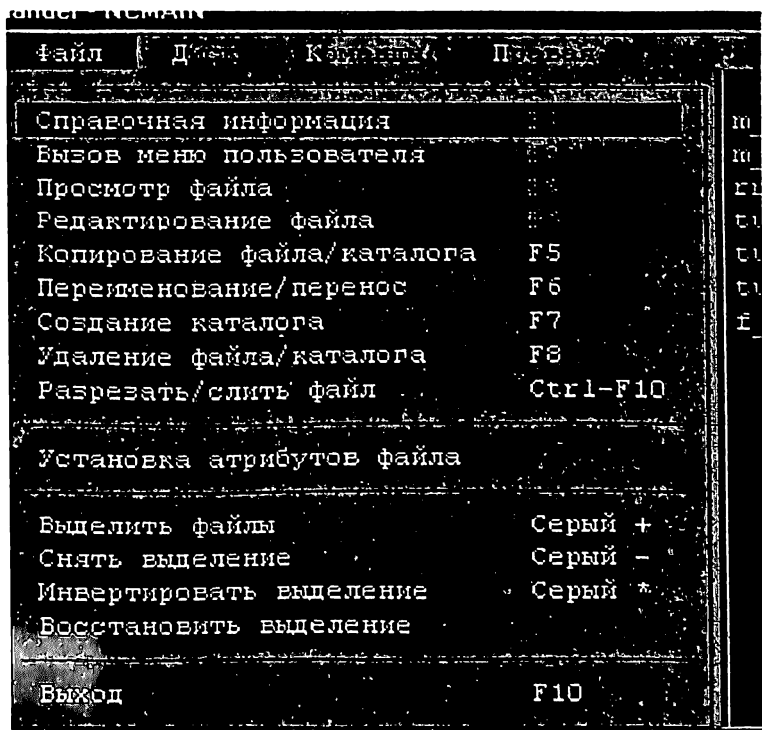 NCMAIN
Файл
Справочная информация
Вызов меню пользователя
Просмотр файла
Редактирование файла
Копирование файла/каталога F5
Переименование/перенос F6
Создание каталога F7
Удаление файла/каталога F8
Разрезать/слить файл Ctrl-F10
Установка атрибутов файла
Выделить файлы Серый +
Снять выделение Серый -
Инвертировать выделение Серый *
Восстановить выделение
Выход F10